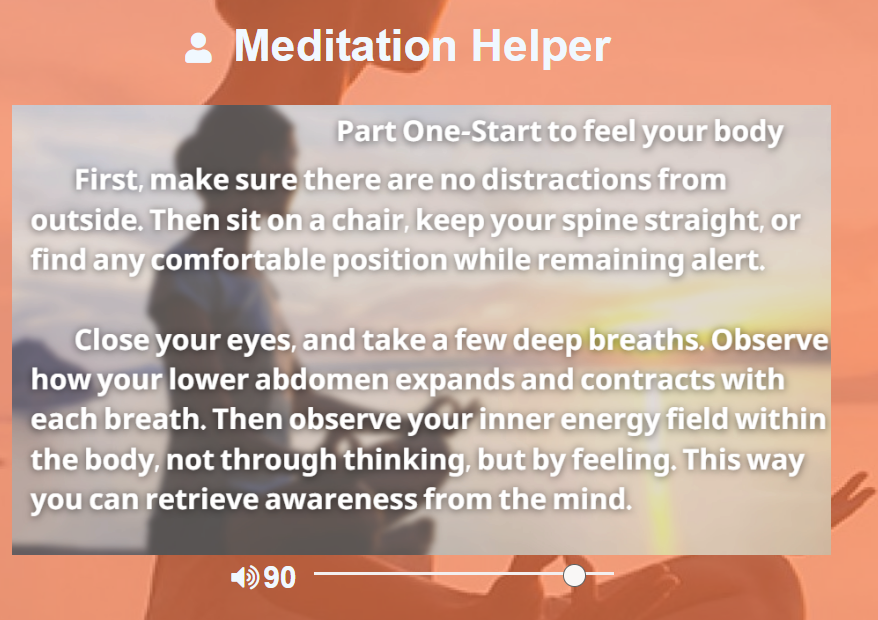 Meditation Helper
Part One-Start to feel your body
First, make sure there are no distractions from
outside. Then sit on a chair, keep your spine straight, or
find any comfortable position while remaining alert.
Close your eyes, and take a few deep breaths. Observe
how your lower abdomen expands and contracts with
each breath. Then observe your inner energy field within
the body, not through thinking, but by feeling. This way
you can retrieve awareness from the mind.
90